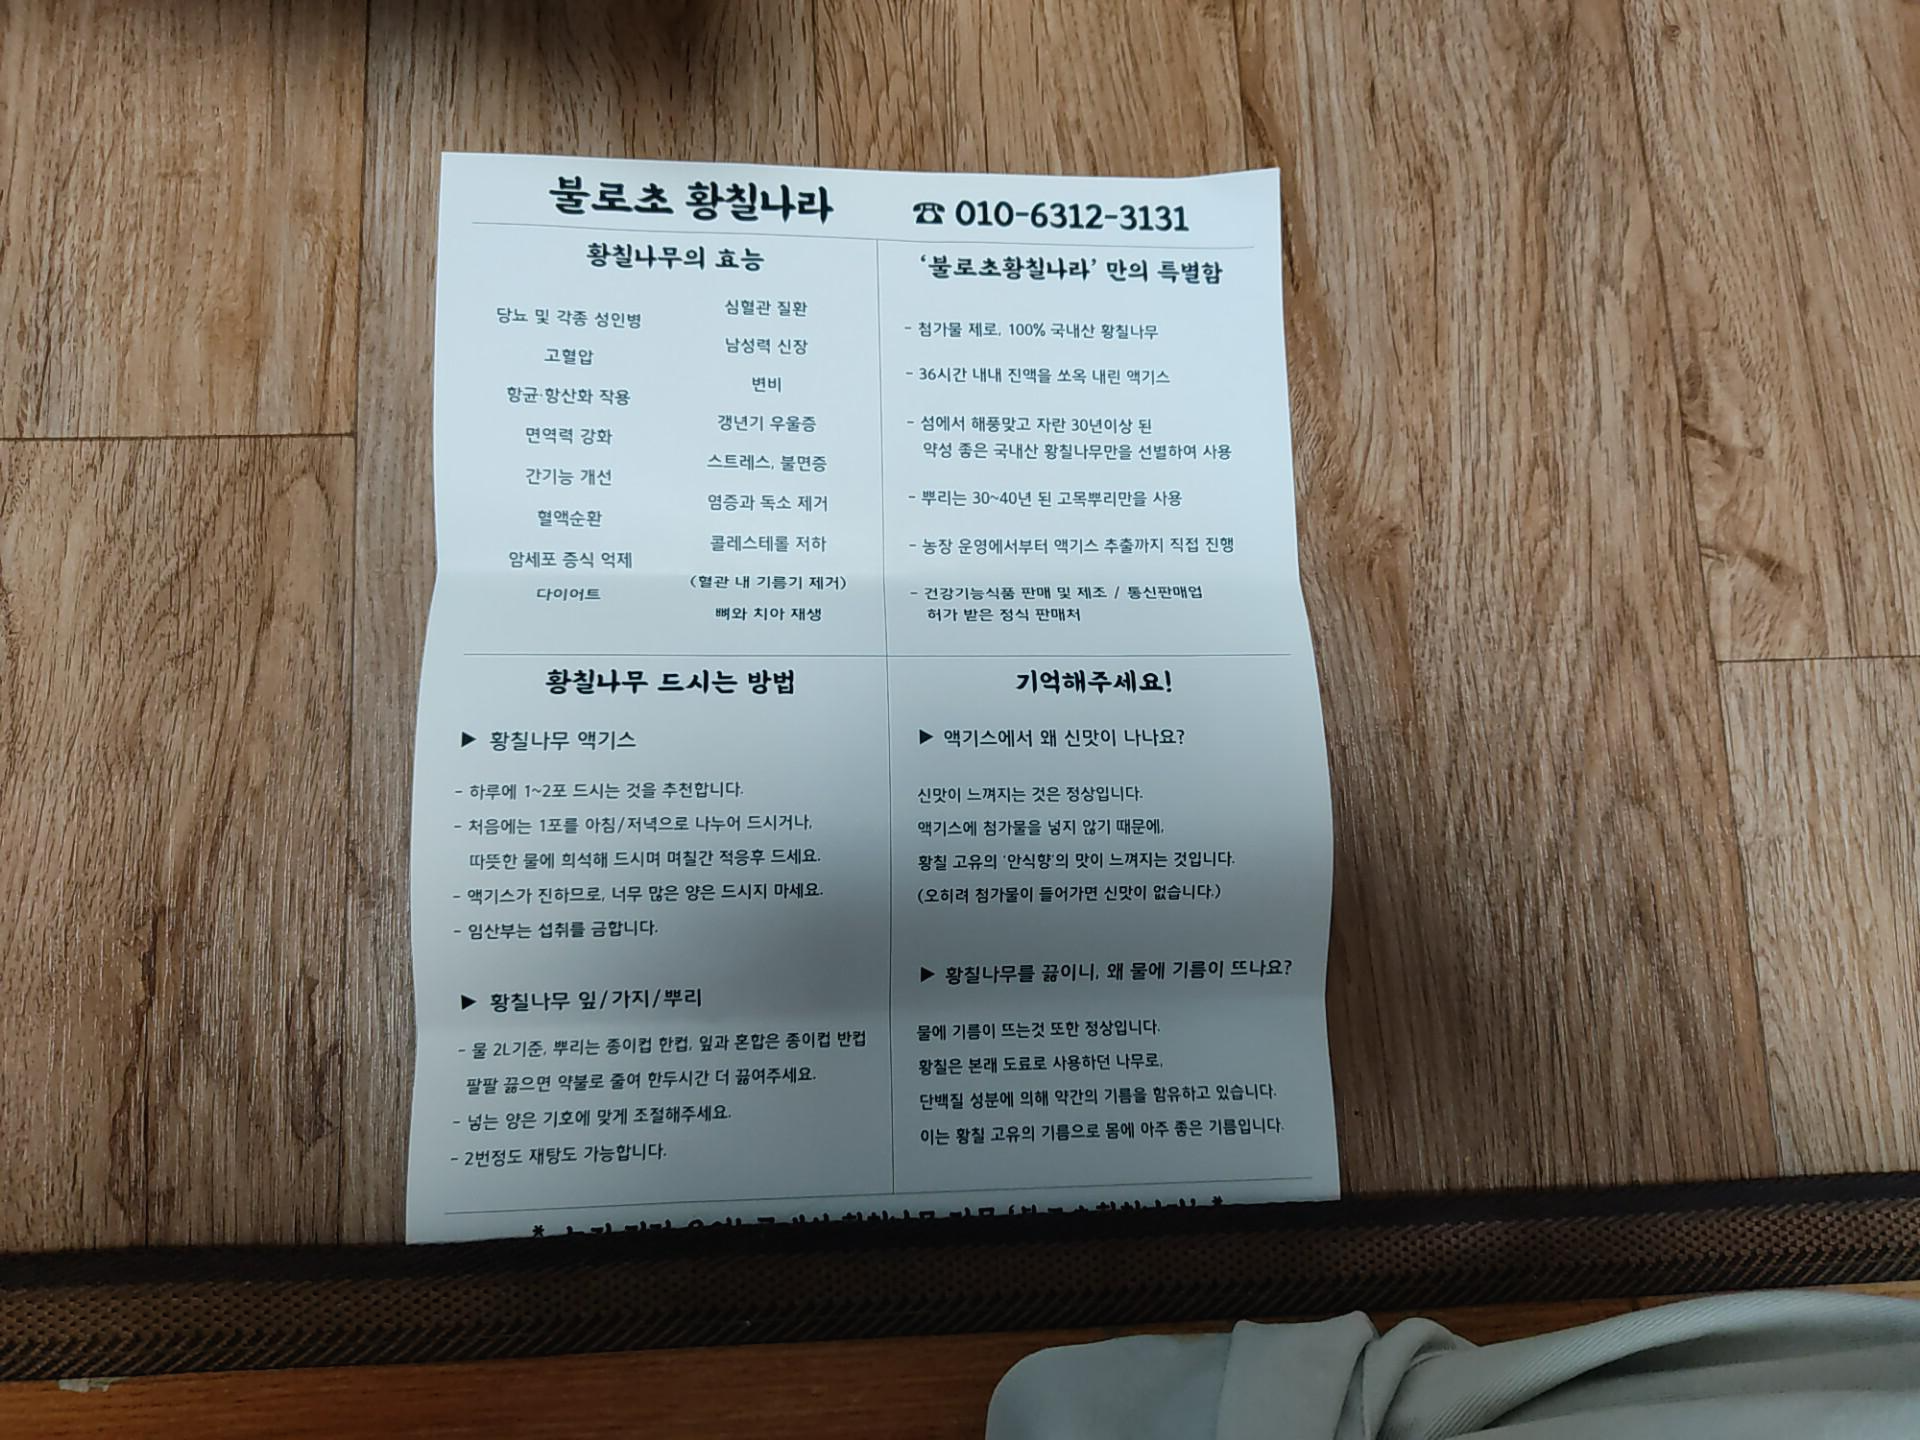 불로초 황칠나라 ☎ 010-6312-3131
황칠나무의 효능
당뇨 및 각종 성인병
고혈압
항균·항산화 작용
면역력 강화
간기능 개선
혈액순환
암세포 증식 억제
다이어트
심혈관 질환
남성력 신장
변비
갱년기 우울증
스트레스, 불면증
염증과 독소 제거
콜레스테롤 저하
(혈관 내 기름기 제거)
뼈와 치아 재생
‘불로초황칠나라’ 만의 특별함
- 첨가물 제로, 100% 국내산 황칠나무
- 36시간 내내 진액을 쏘옥 내린 액기스
- 섬에서 해풍맞고 자란 30년이상 된
약성 좋은 국내산 황칠나무만을 선별하여 사용
- 뿌리는 30~40년 된 고목뿌리만을 사용
- 농장 운영에서부터 액기스 추출까지 직접 진행
- 건강기능식품 판매 및 제조 / 통신판매업
허가 받은 정식 판매처
황칠나무 드시는 방법
▶ 황칠나무 액기스
- 하루에 1~2포 드시는 것을 추천합니다.
- 처음에는 1포를 아침/저녁으로 나누어 드시거나,
따뜻한 물에 희석해 드시며 며칠간 적응후 드세요.
- 액기스가 진하므로, 너무 많은 양은 드시지 마세요.
- 임산부는 섭취를 금합니다.
▶ 황칠나무 잎/가지/뿌리
- 물 2L기준, 뿌리는 종이컵 한컵, 잎과 혼합은 종이컵 반컵
팔팔 끓으면 약불로 줄여 한두시간 더 끓여주세요.
- 넣는 양은 기호에 맞게 조절해주세요.
- 2번정도 재탕도 가능합니다.
기억해주세요!
▶ 액기스에서 왜 신맛이 나나요?
신맛이 느껴지는 것은 정상입니다.
액기스에 첨가물을 넣지 않기 때문에,
황칠 고유의 '안식향'의 맛이 느껴지는 것입니다.
(오히려 첨가물이 들어가면 신맛이 없습니다.)
▶ 황칠나무를 끓이니, 왜 물에 기름이 뜨나요?
물에 기름이 뜨는것 또한 정상입니다.
황칠은 본래 도료로 사용하던 나무로,
단백질 성분에 의해 약간의 기름을 함유하고 있습니다.
이는 황칠 고유의 기름으로 몸에 아주 좋은 기름입니다.